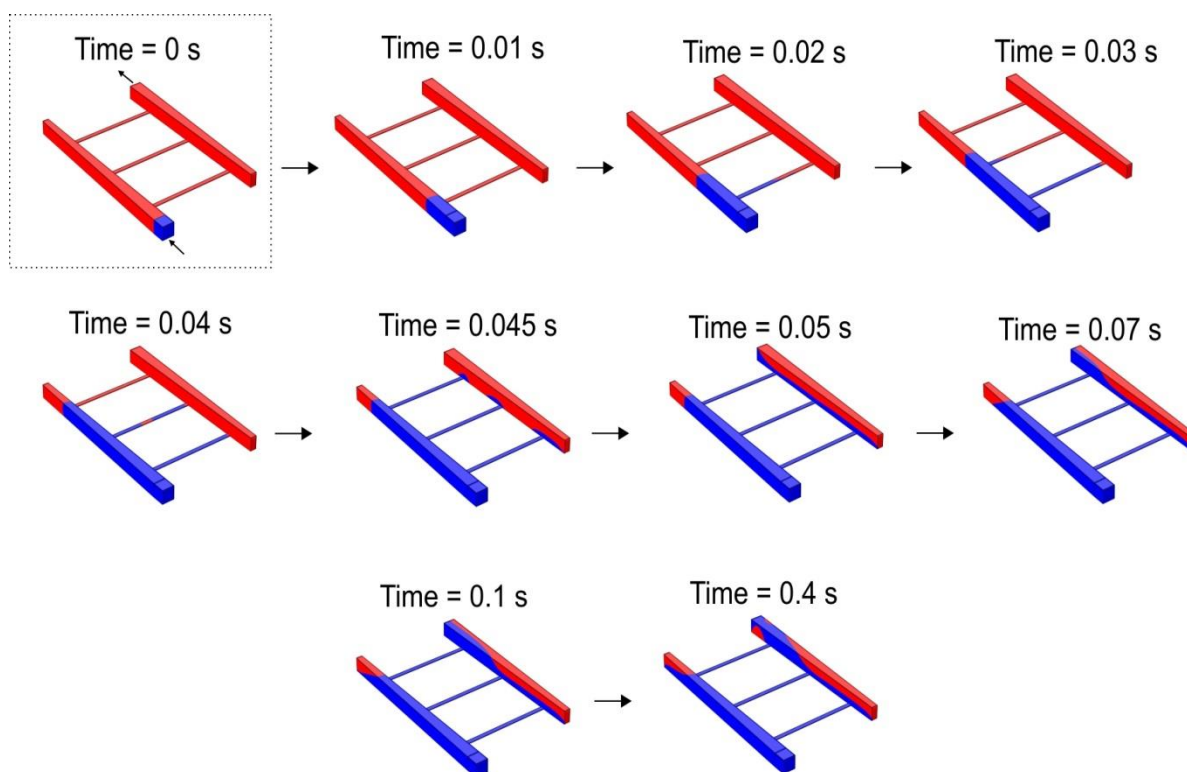 Time = 0 s
Time = 0.01 s
Time = 0.02 s
Time = 0.03 s
Time = 0.04 s
Time = 0.045 s
Time = 0.05 s
Time = 0.07 s
Time = 0.1 s
Time = 0.4 s